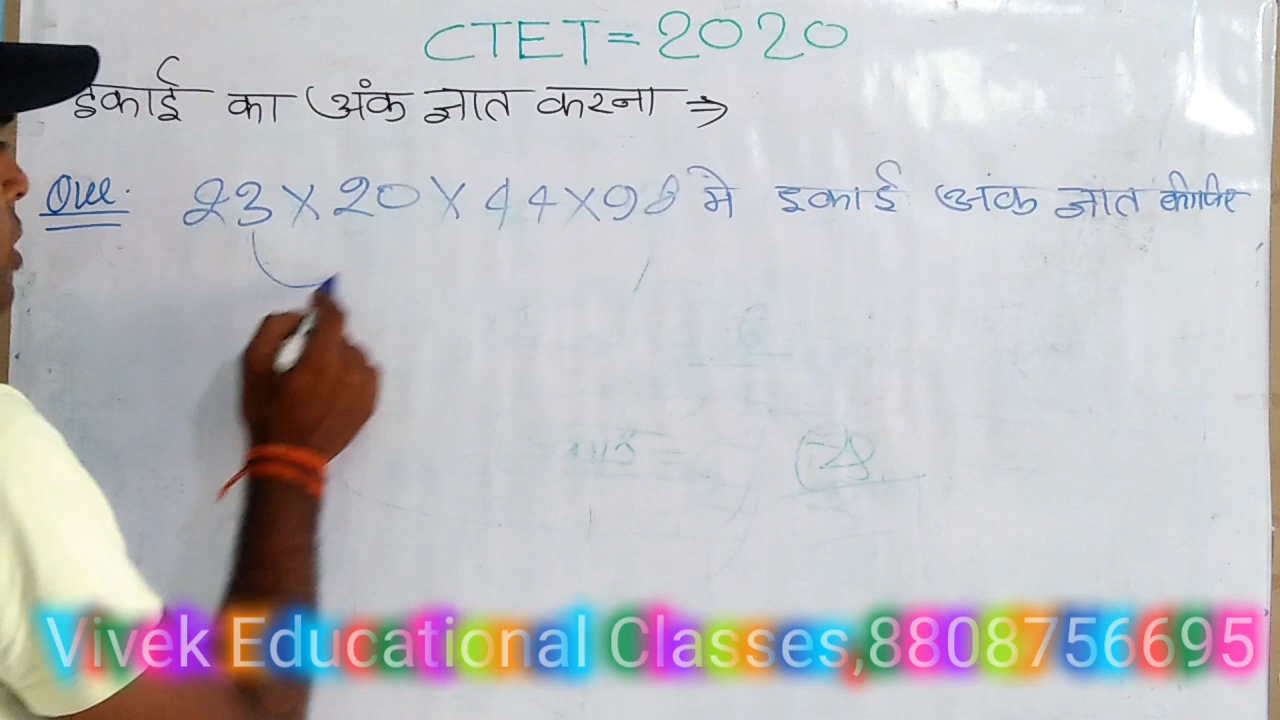 CTET = 2020
इकाई का अंक ज्ञात करना ⇒
Que. 23 × 20 × 44 × 98 मे इकाई अंक ज्ञात कीजिए
Vivek Educational Classes,8808756695